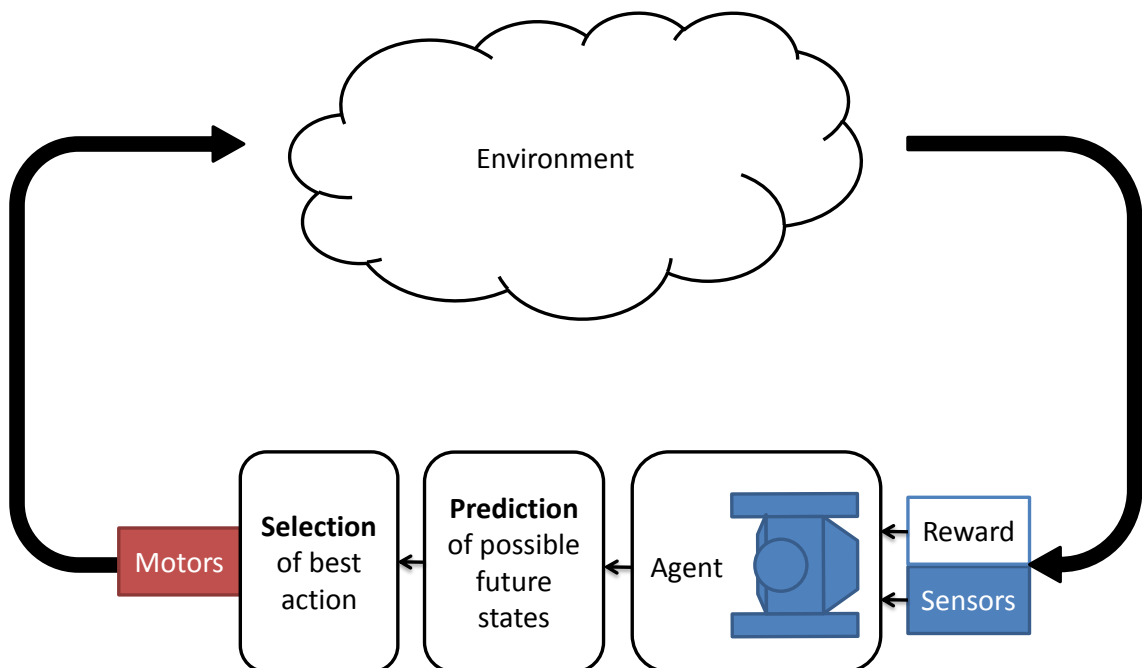 Environment
Motors
Selection
of best
action
Prediction
of possible
future
states
Agent
Reward
Sensors